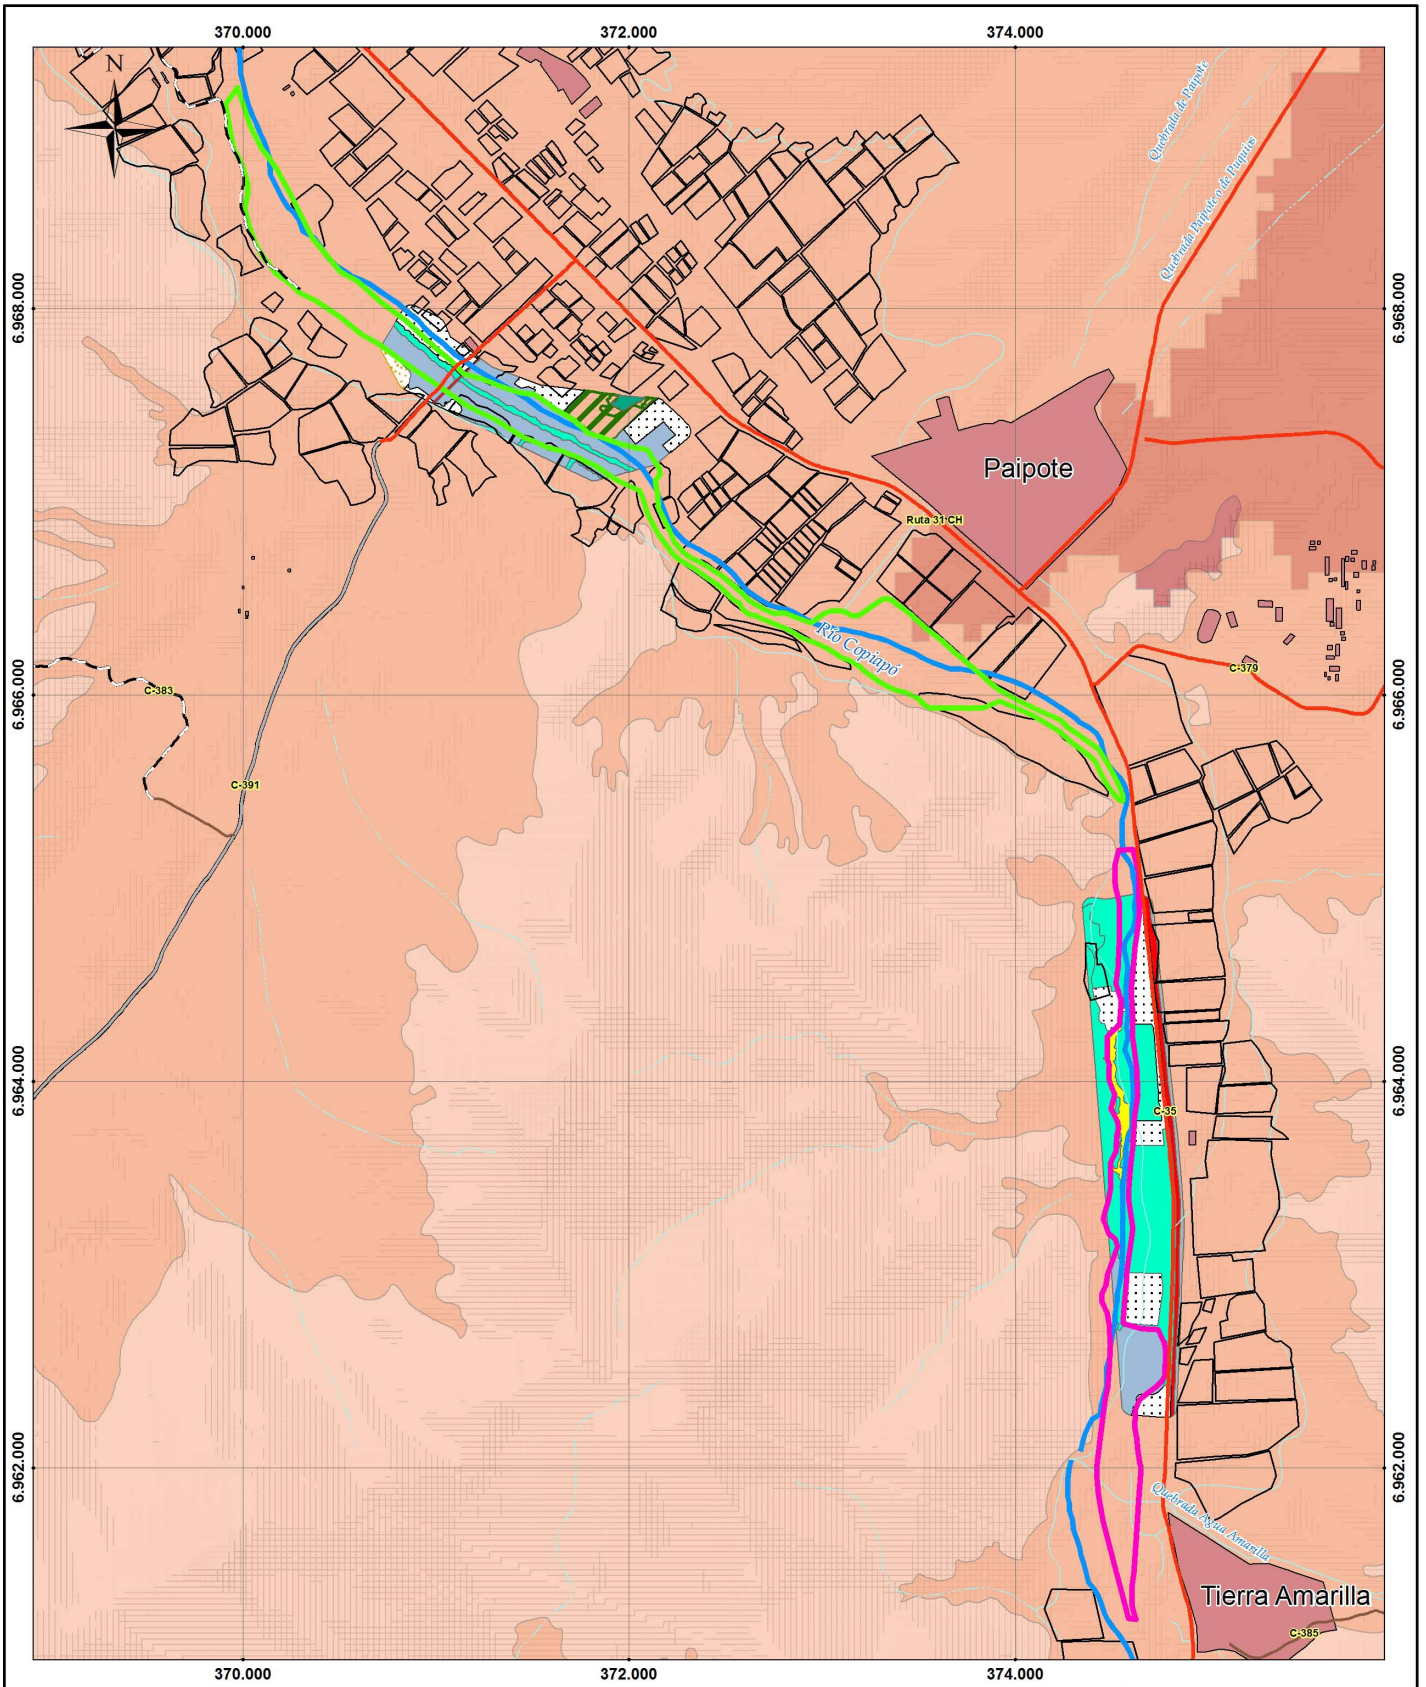 370.000
372.000
374.000
N
Quebrada de Paipote
Quebrada Paipote o de Puquios
6.968.000
6.968.000
Paipote
Ruta 31 CH
Río Copiapó
C-379
6.966.000
6.966.000
C-383
C-391
6.964.000
6.964.000
C-35
6.962.000
6.962.000
Quebrada Agua Amarilla
Tierra Amarilla
C-385
370.000
372.000
374.000